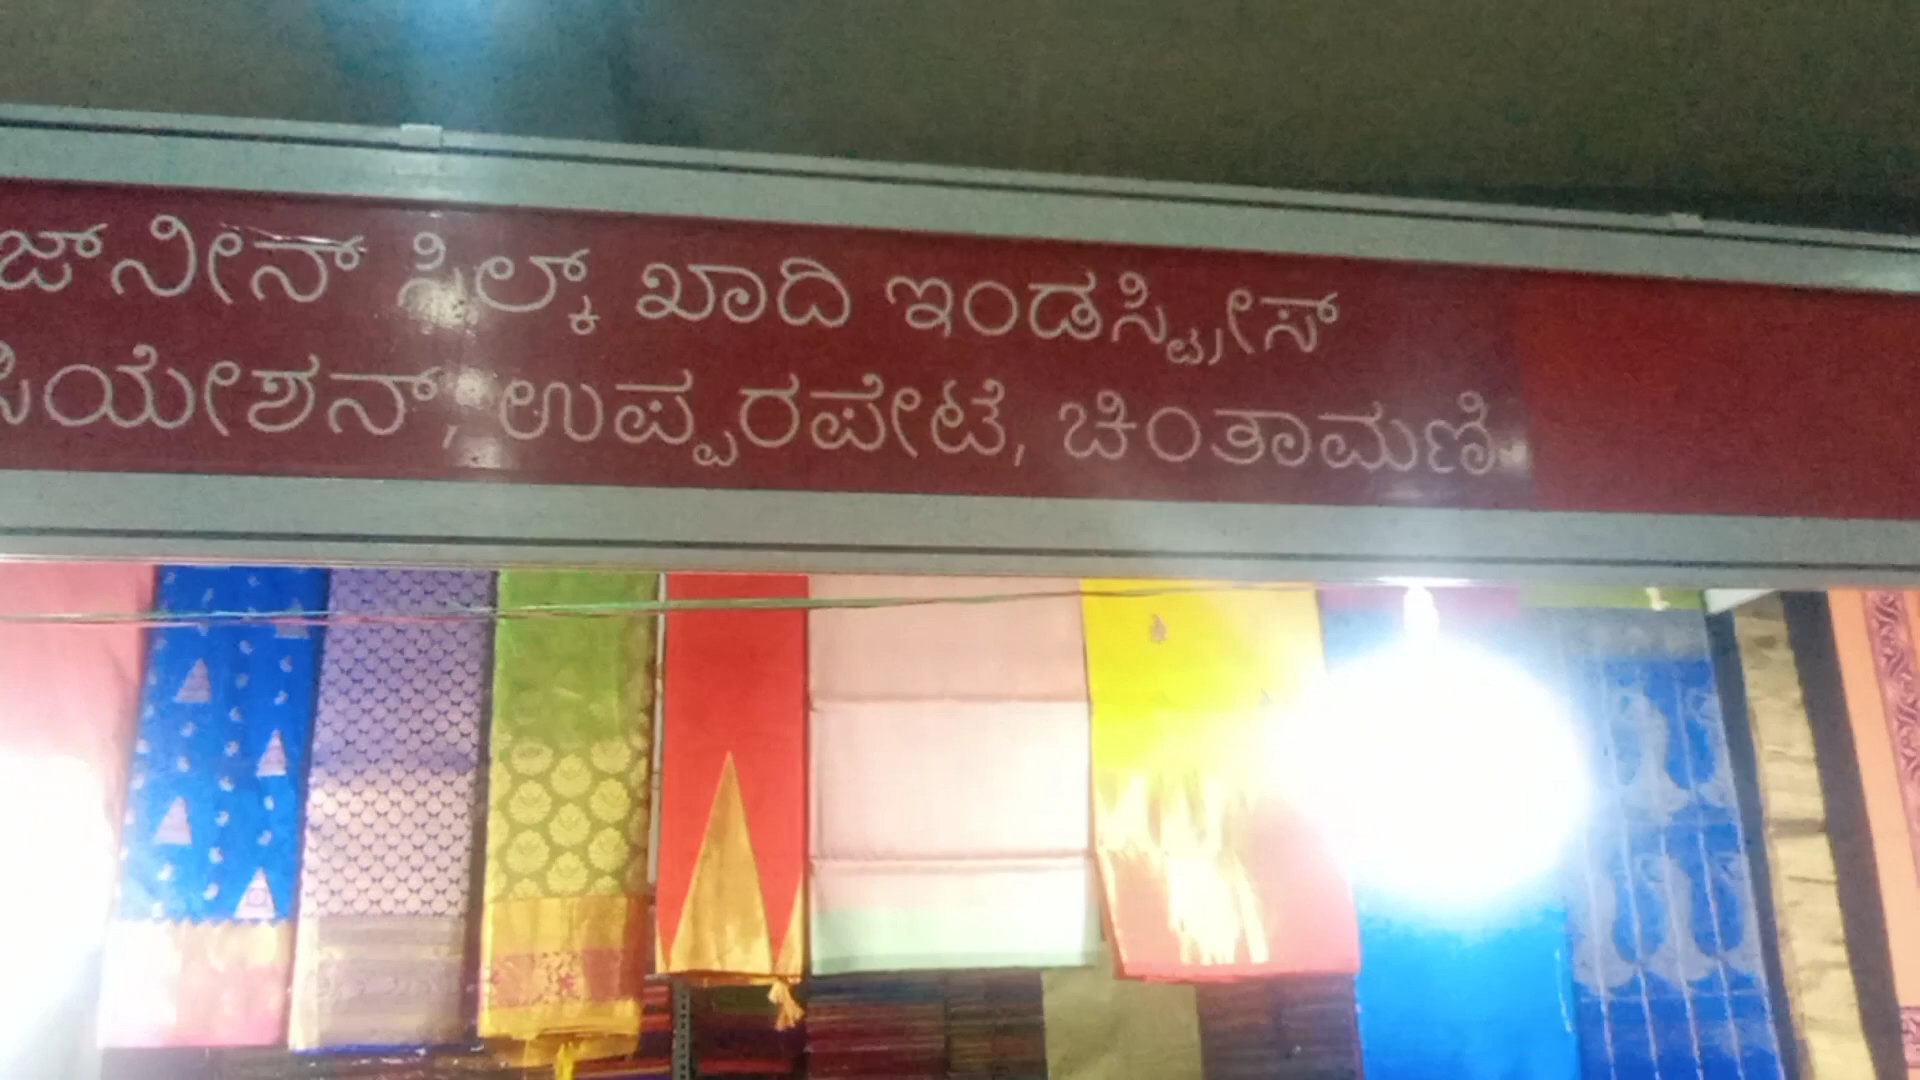 ಜ್‌ನೀನ್ ಸಿಲ್ಕ್ ಖಾದಿ ಇಂಡಸ್ಟ್ರೀಸ್
ಸಿಯೇಶನ್, ಉಪ್ಪರಪೇಟೆ, ಚಿಂತಾಮಣಿ.